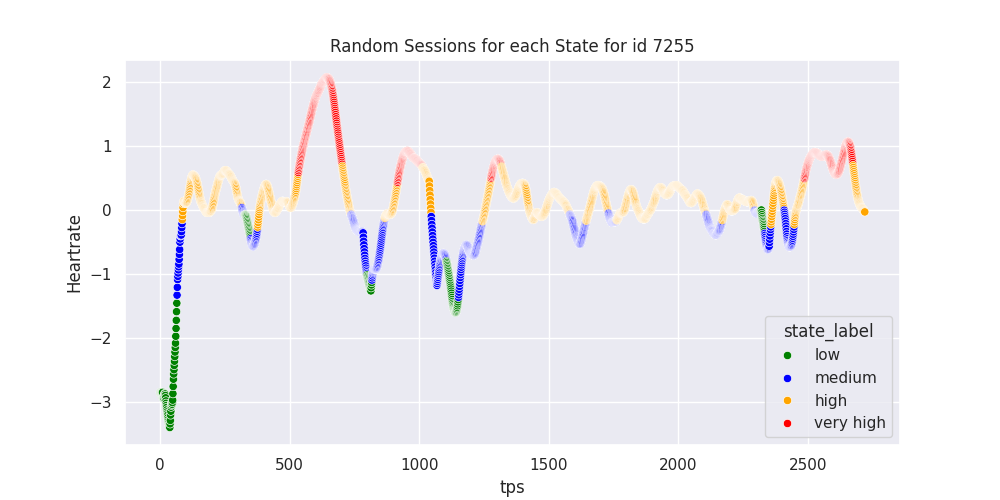 Random Sessions for each State for id 7255
Heartrate
2
1
0
−1
−2
−3
0
500
1000
1500
2000
2500
tps
state_label
low
medium
high
very high